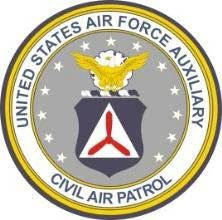 UNITED STATES AIR FORCE AUXILIARY
CIVIL AIR PATROL